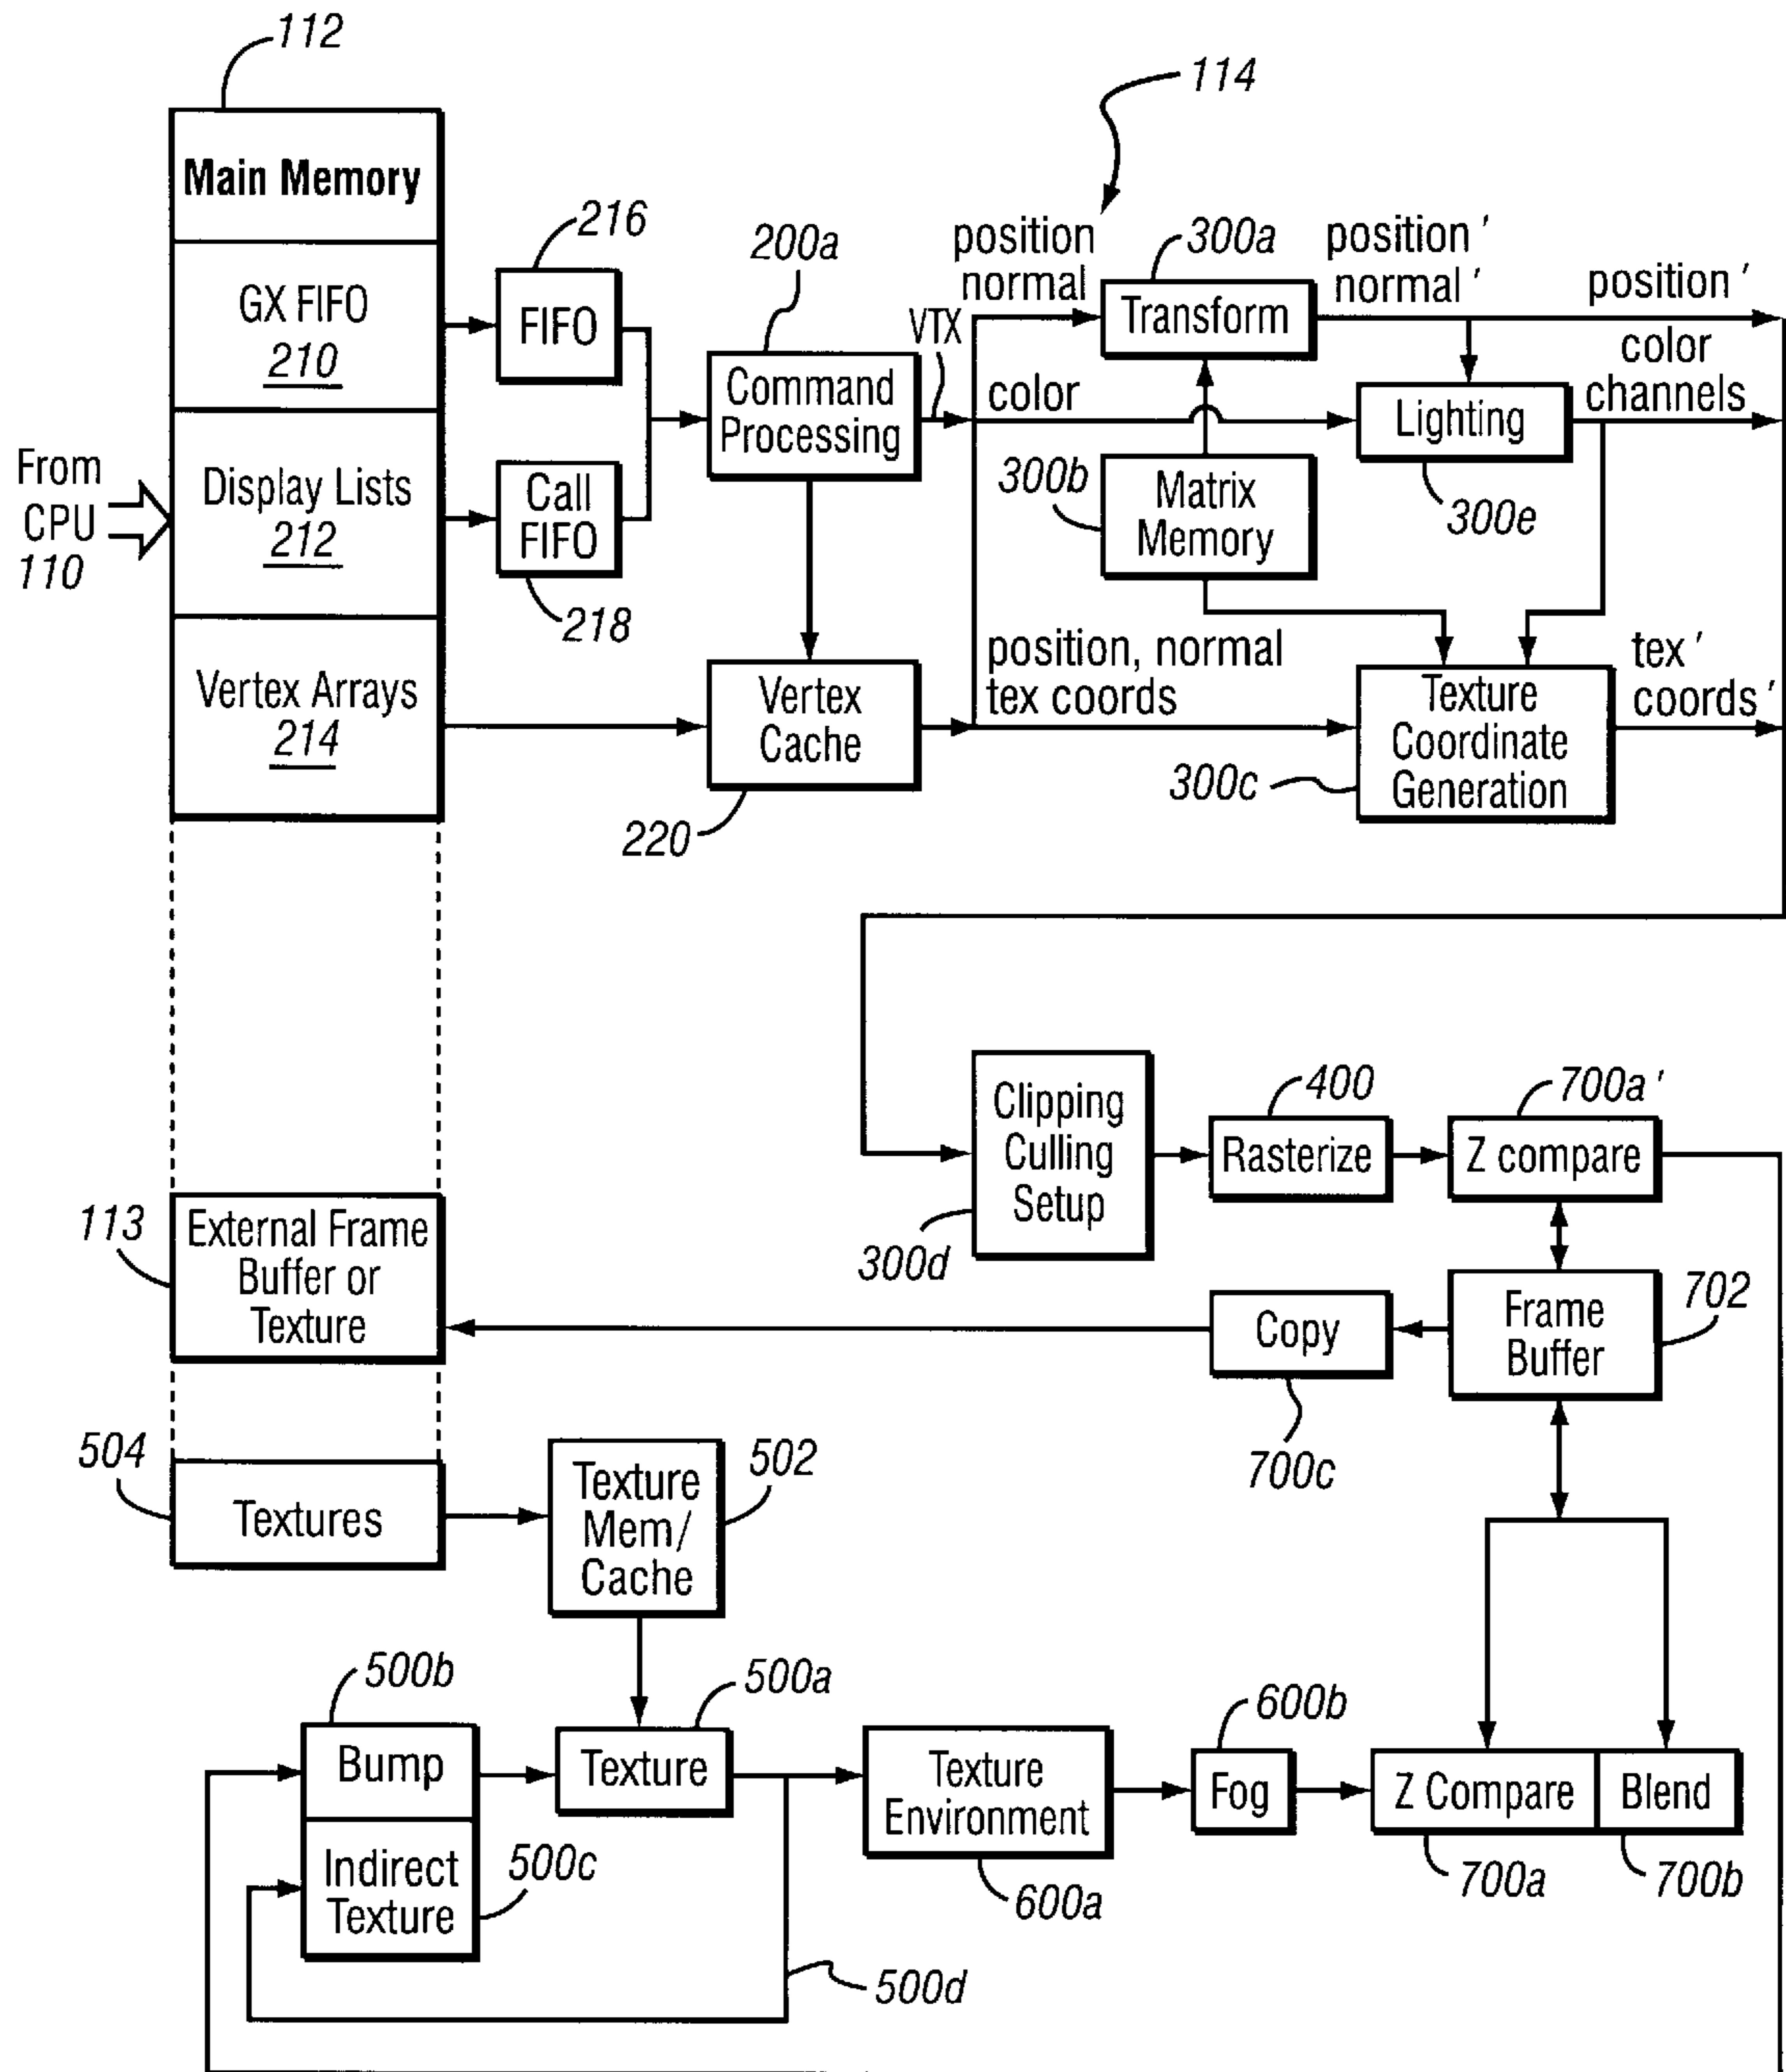 112
114
Main Memory
216
200a
position
normal
300a
position '
normal '
position '
GX FIFO
210
FIFO
VTX
Transform
color
channels
Command
Processing
color
Lighting
From
CPU
110
Display Lists
212
Call
FIFO
218
300b
Matrix
Memory
300e
Vertex Arrays
214
Vertex
Cache
220
position, normal
tex coords
300c
Texture
Coordinate
Generation
tex '
coords '
Clipping
Culling
Setup
300d
400
Rasterize
700a '
Z compare
113
External Frame
Buffer or
Texture
Copy
700c
Frame
Buffer
702
504
Textures
Texture
Mem/
Cache
502
500b
Bump
500a
Texture
Texture
Environment
600a
600b
Fog
Z Compare
Blend
700a
700b
Indirect
Texture
500c
500d